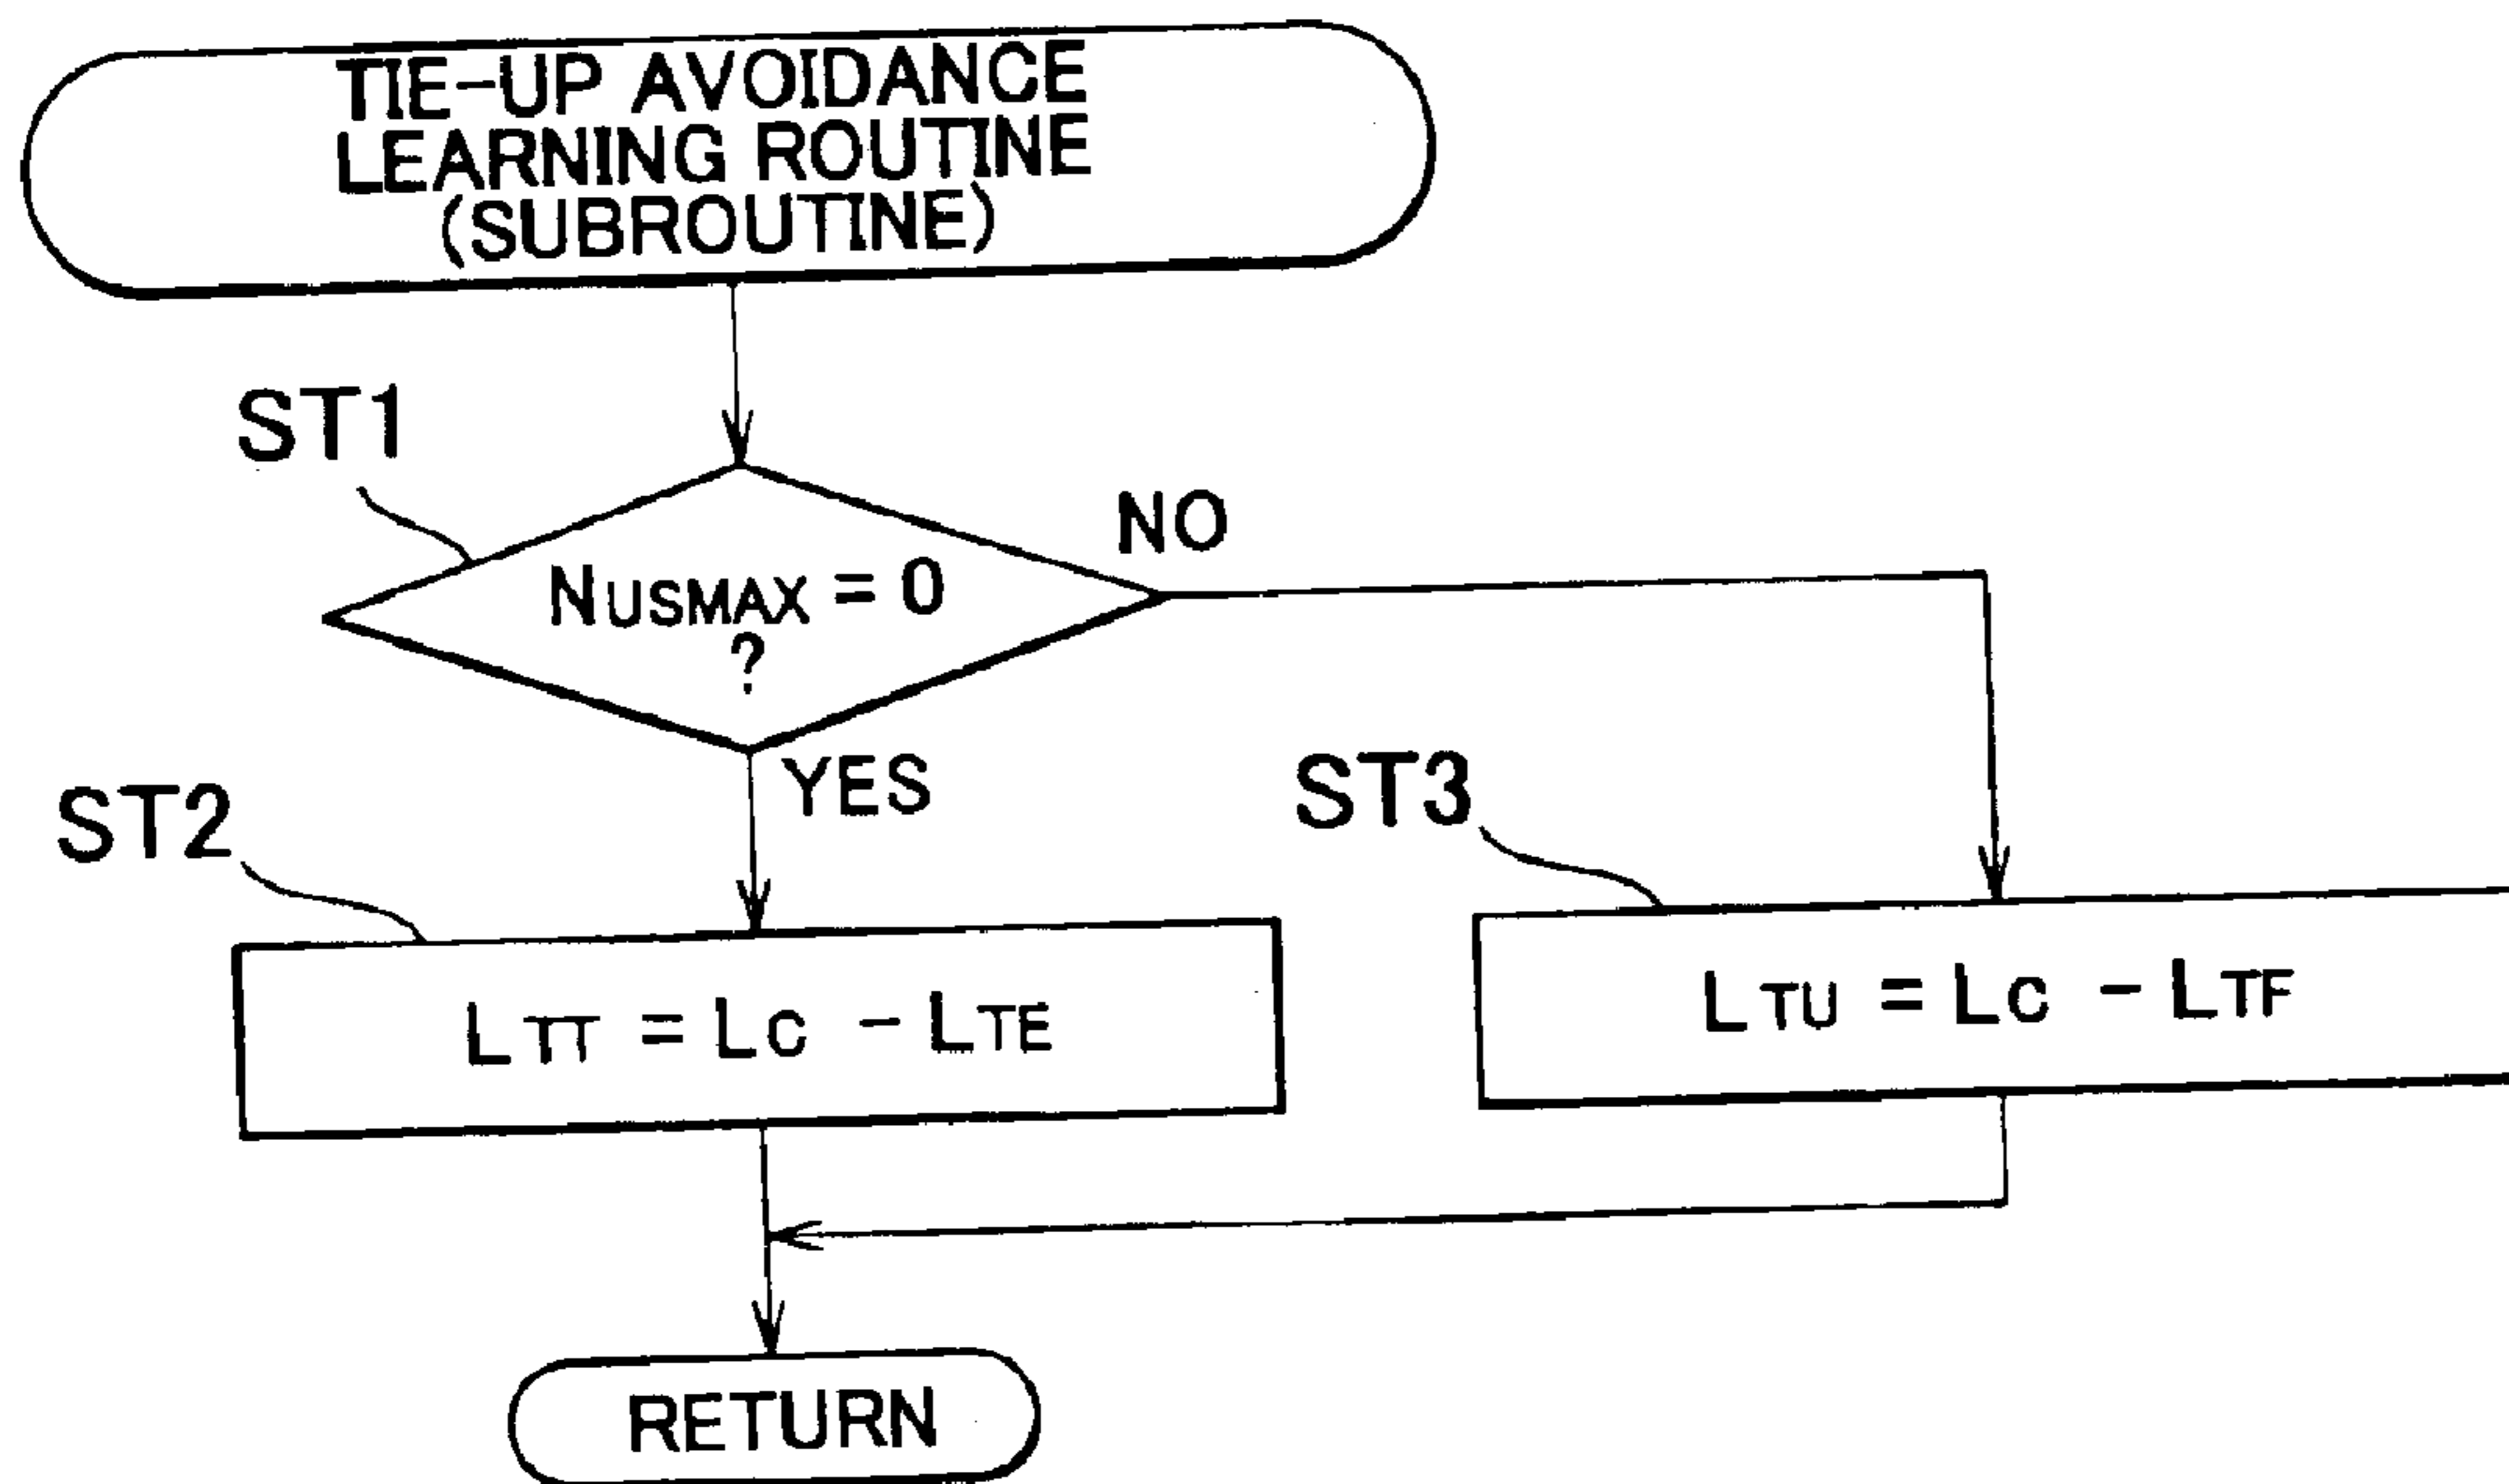 TIE-UP AVOIDANCE
LEARNING ROUTINE
(SUBROUTINE)
ST1
NO
NUSMAX = 0
?
YES
ST2
ST3
LTT = LC - LTE
LTU = LC - LTF
RETURN